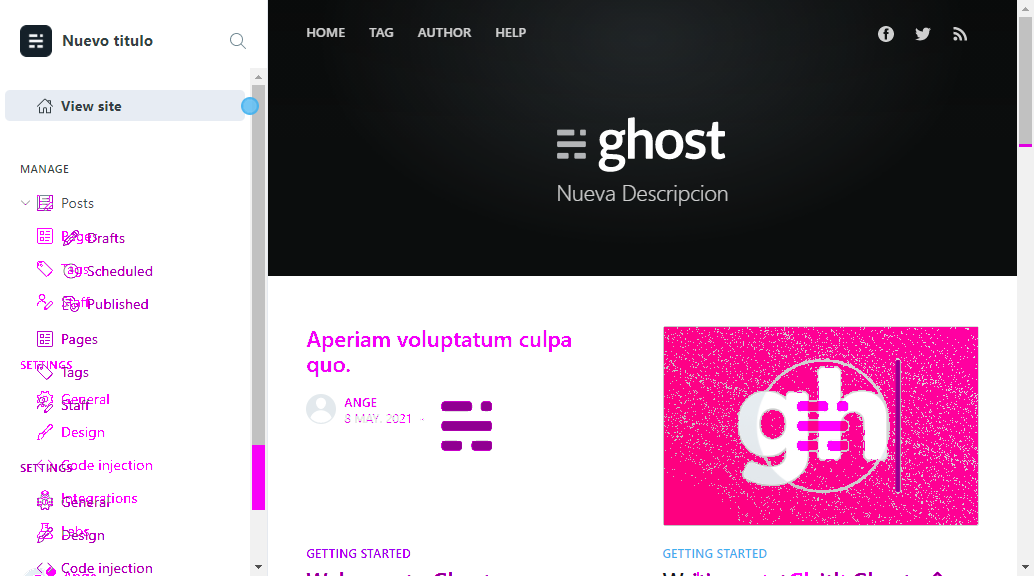 Nuevo titulo
View site
MANAGE
Posts
Pages
Drafts
Tags
Scheduled
Staff
Published
Pages
SETTINGS
Tags
General
Staff
Design
SETTINGS
Code injection
Integrations
General
Labs
Design
Code injection
Ange
HOME TAG AUTHOR HELP
ghost
Nueva Descripcion
Aperiam voluptatum culpa
quo.
ANGE
3 MAY, 2021
gh
GETTING STARTED
GETTING STARTED